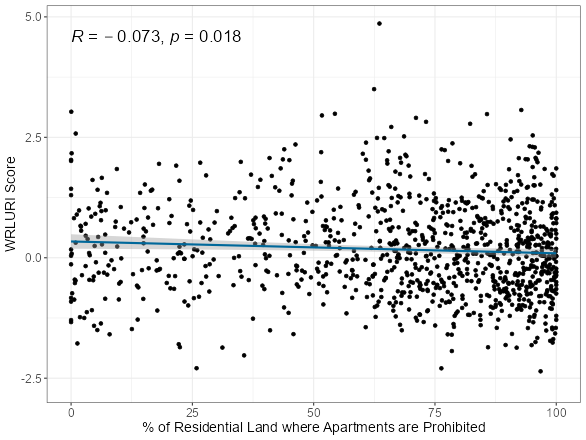 5.0
R = − 0.073, p = 0.018
2.5
0.0
-2.5
WRLURI Score
0 25 50 75 100
% of Residential Land where Apartments are Prohibited